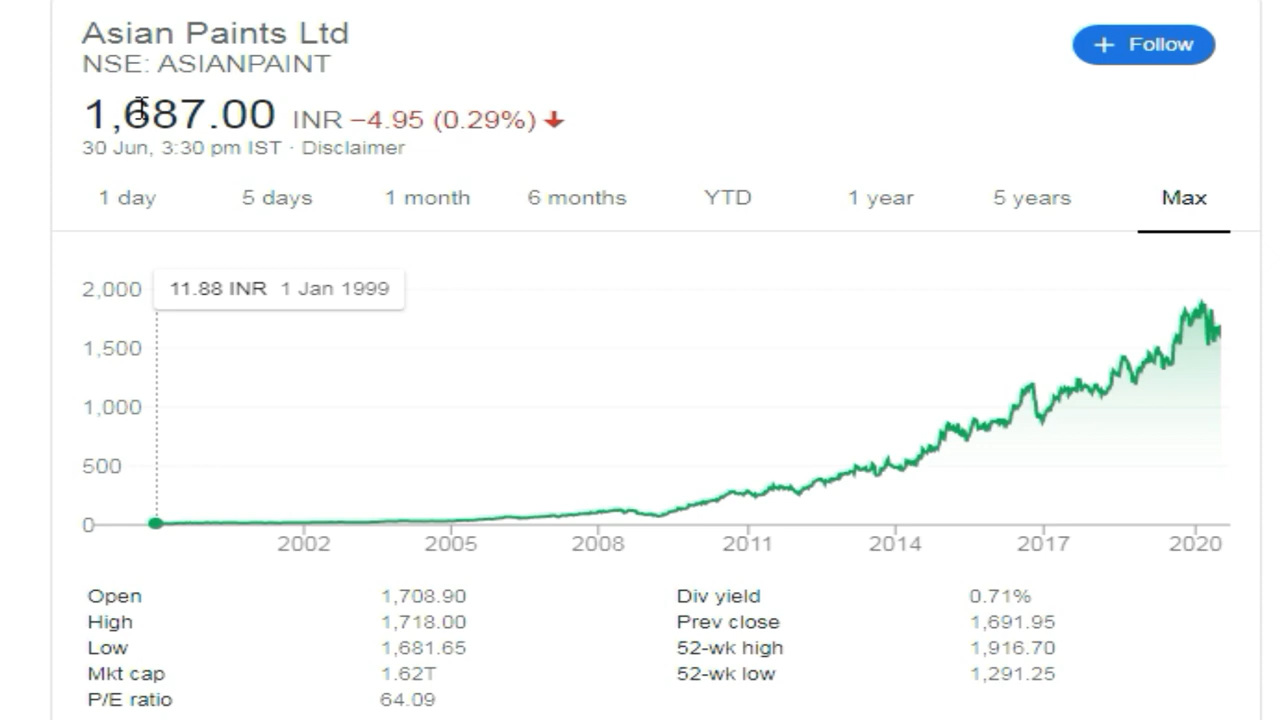 Asian Paints Ltd
+ Follow
NSE: ASIANPAINT
1,687.00 INR −4.95 (0.29%)
30 Jun, 3:30 pm IST · Disclaimer
1 day 5 days 1 month 6 months YTD 1 year 5 years Max
11.88 INR 1 Jan 1999
2,000
1,500
1,000
500
0
2002 2005 2008 2011 2014 2017 2020
Open 1,708.90 Div yield 0.71%
High 1,718.00 Prev close 1,691.95
Low 1,681.65 52-wk high 1,916.70
Mkt cap 1.62T 52-wk low 1,291.25
P/E ratio 64.09